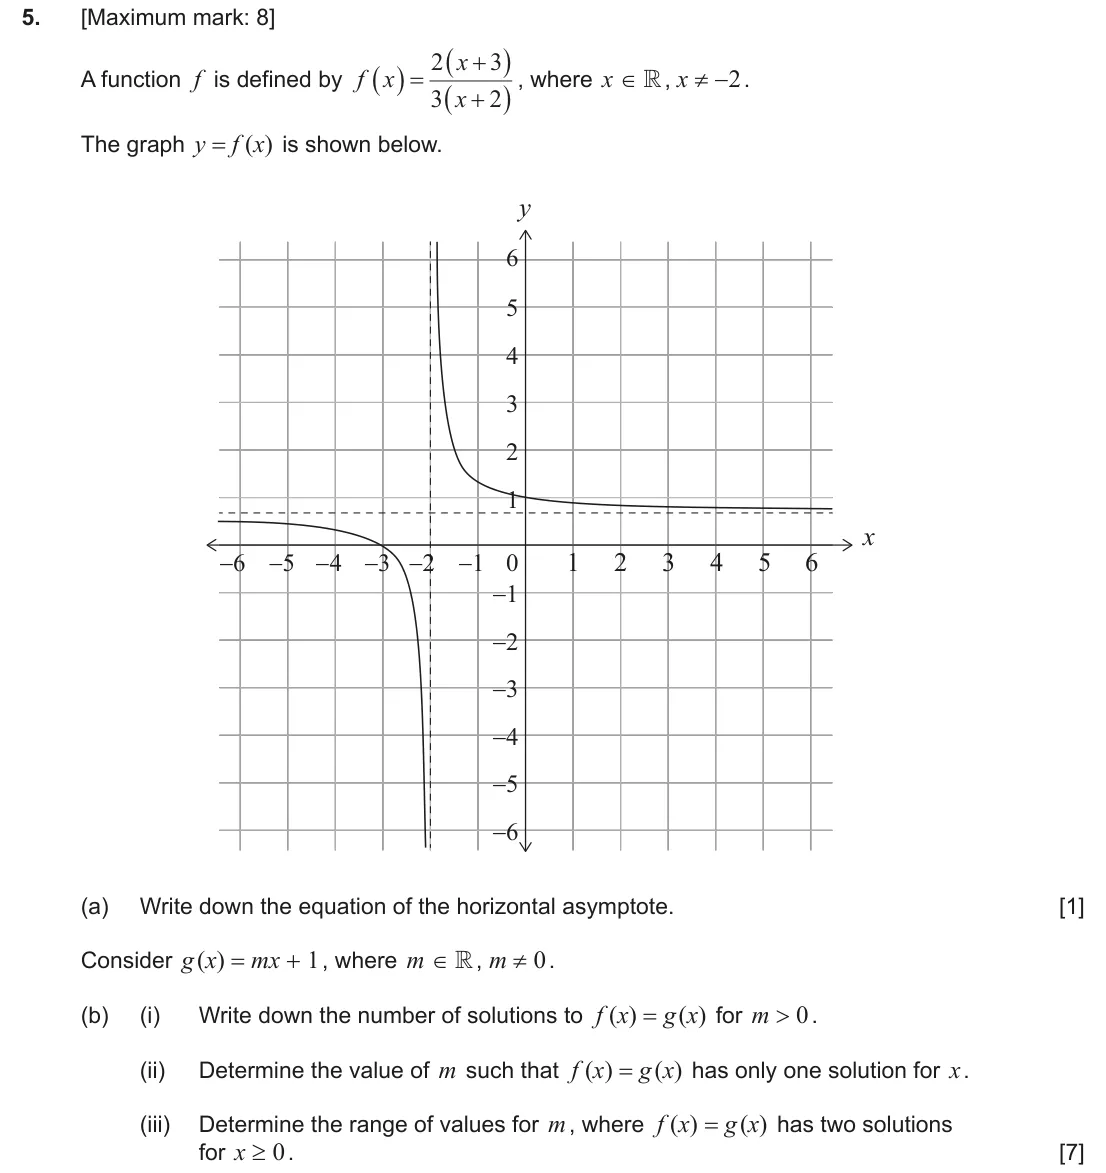 5. [Maximum mark: 8]
A function f is defined by f(x) = 2(x+3)/3(x+2), where x ∈ ℝ, x ≠ −2.
The graph y = f(x) is shown below.
y
6
5
4
3
2
1
x
−6 −5 −4 −3 −2 −1 0 1 2 3 4 5 6
−1
−2
−3
−4
−5
−6
(a) Write down the equation of the horizontal asymptote. [1]
Consider g(x) = mx + 1, where m ∈ ℝ, m ≠ 0.
(b) (i) Write down the number of solutions to f(x) = g(x) for m > 0.
(ii) Determine the value of m such that f(x) = g(x) has only one solution for x.
(iii) Determine the range of values for m, where f(x) = g(x) has two solutions
for x ≥ 0. [7]